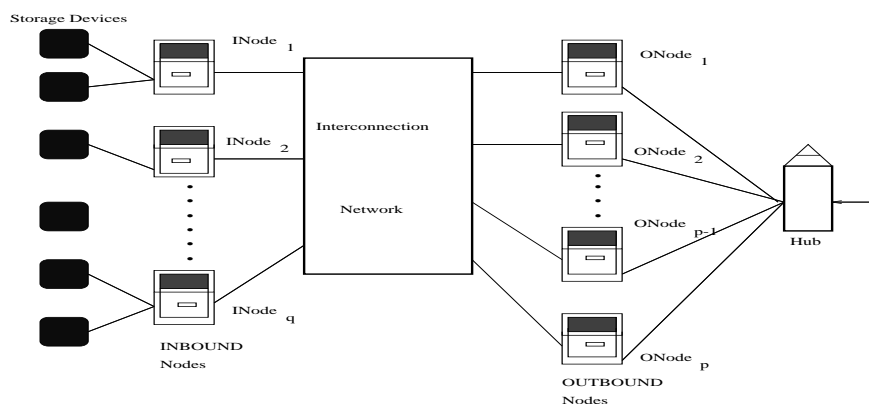 Storage Devices
INode 1
ONode 1
Interconnection
INode 2
ONode 2
Network
ONode p-1
Hub
INode q
INBOUND
Nodes
ONode p
OUTBOUND
Nodes